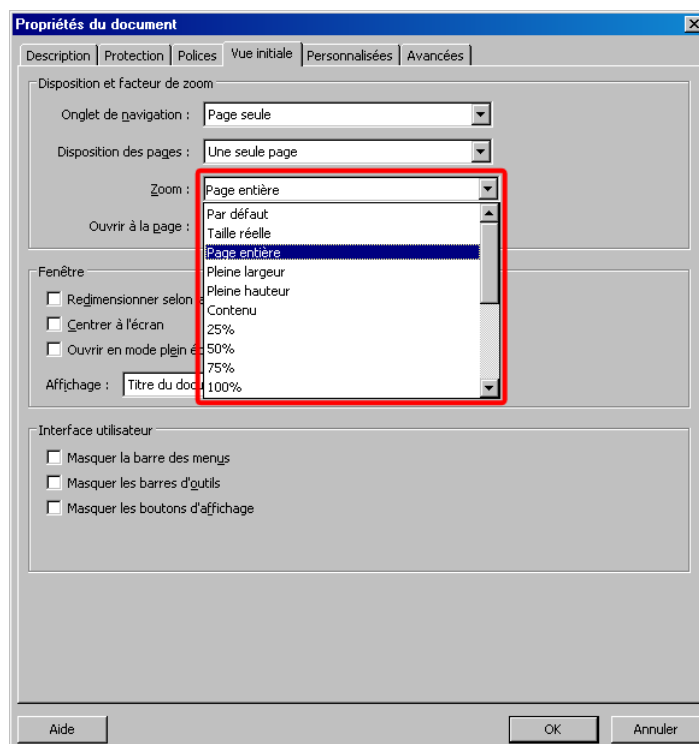 Propriétés du document
Description Protection Polices Vue initiale Personnalisées Avancées
Disposition et facteur de zoom
Onglet de navigation : Page seule
Disposition des pages : Une seule page
Zoom : Page entière
Par défaut
Ouvrir à la page :
Taille réelle
Page entière
Pleine largeur
Pleine hauteur
Contenu
25%
50%
75%
100%
Fenêtre
Redimensionner selon
Centrer à l'écran
Ouvrir en mode plein
Affichage : Titre du
Interface utilisateur
Masquer la barre des menus
Masquer les barres d'outils
Masquer les boutons d'affichage
Aide OK Annuler